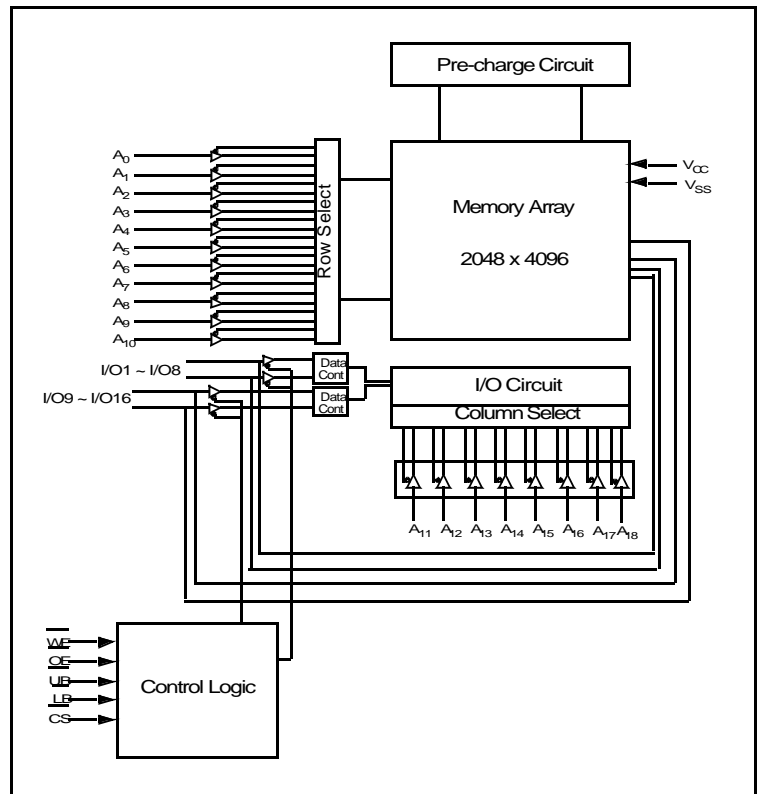 Pre-charge Circuit
A0
A1
A2
A3
A4
A5
A6
A7
A8
A9
A10
Row Select
Memory Array
2048 x 4096
VCC
VSS
I/O1 ~ I/O8
I/O9 ~ I/O16
Data Cont
Data Cont
I/O Circuit
Column Select
A11 A12 A13 A14 A15 A16 A17 A18
WE
OE
UB
LB
CS
Control Logic